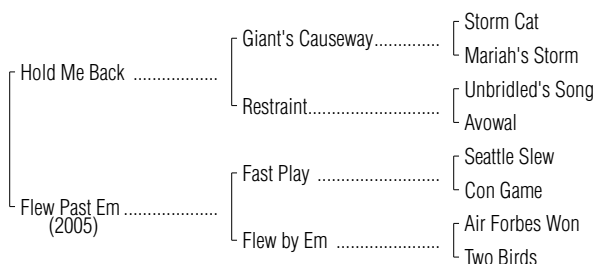 Storm Cat
Giant's Causeway..............
Mariah's Storm
Hold Me Back ..................
Unbridled's Song
Restraint............................
Avowal
Seattle Slew
Fast Play ..........................
Con Game
Flew Past Em ....................
(2005)
Air Forbes Won
Flew by Em ......................
Two Birds